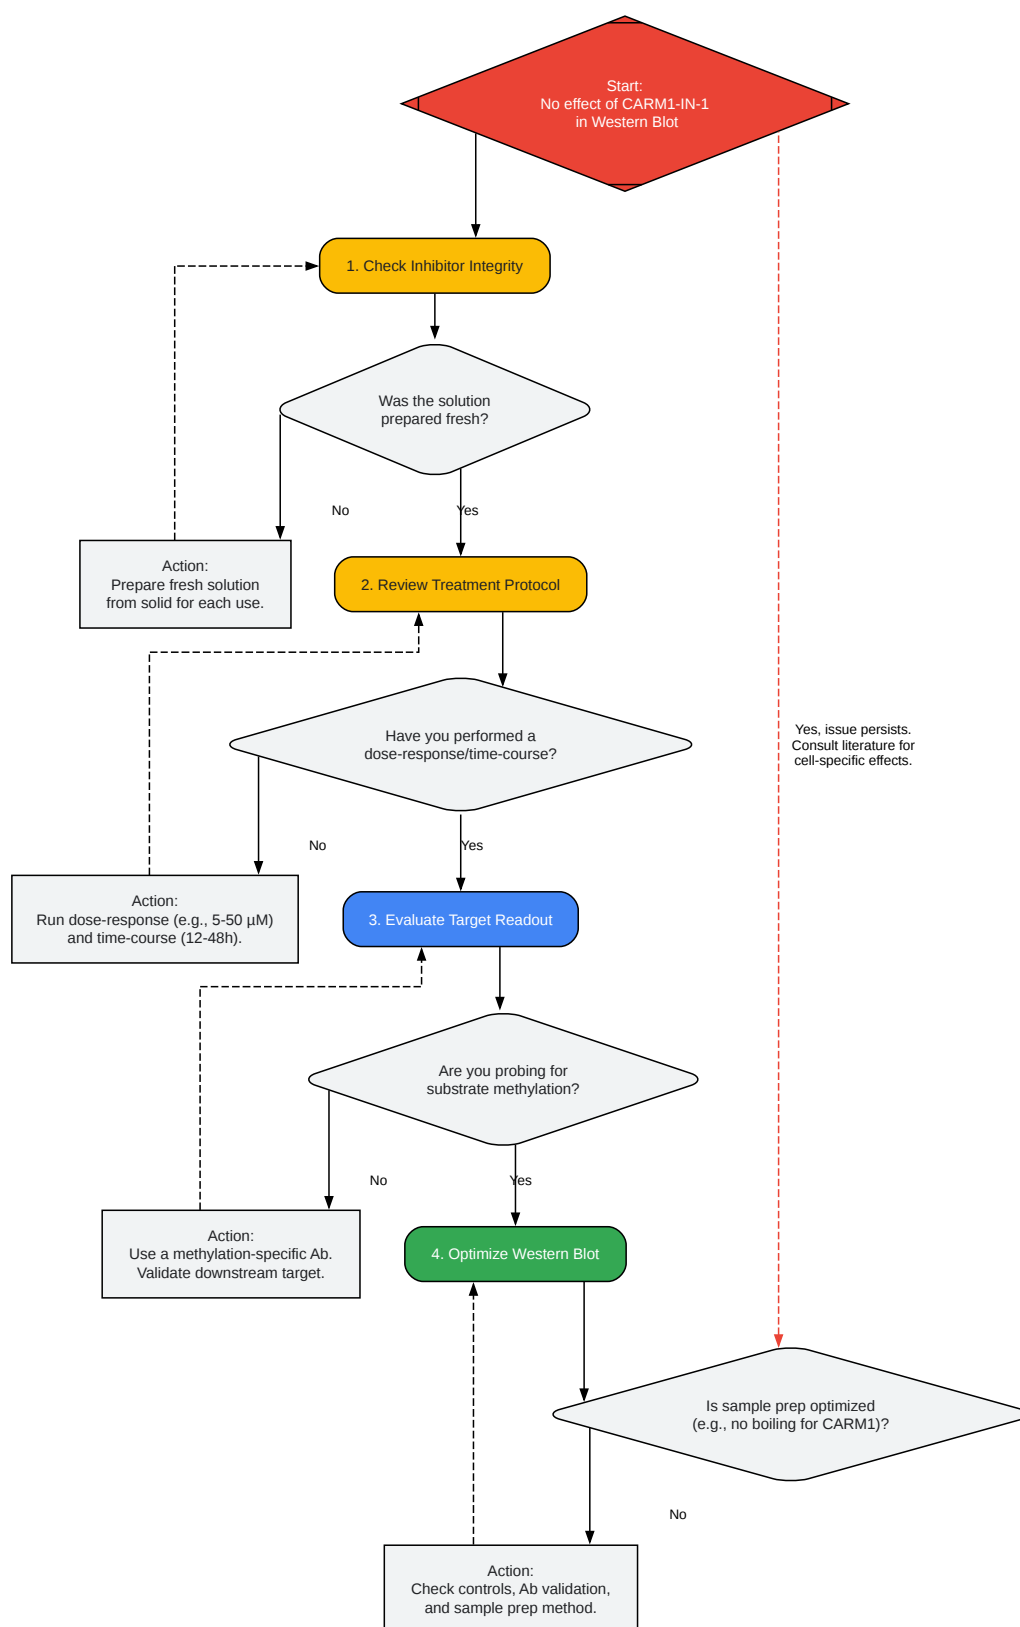 Start:
No effect of CARM1-IN-1
in Western Blot
1. Check Inhibitor Integrity
Was the solution
prepared fresh?
No
Yes
Action:
Prepare fresh solution
from solid for each use.
2. Review Treatment Protocol
Have you performed a
dose-response/time-course?
Yes, issue persists.
Consult literature for
cell-specific effects.
No
Yes
Action:
Run dose-response (e.g., 5-50 µM)
and time-course (12-48h).
3. Evaluate Target Readout
Are you probing for
substrate methylation?
No
Yes
Action:
Use a methylation-specific Ab.
Validate downstream target.
4. Optimize Western Blot
Is sample prep optimized
(e.g., no boiling for CARM1)?
No
Action:
Check controls, Ab validation,
and sample prep method.